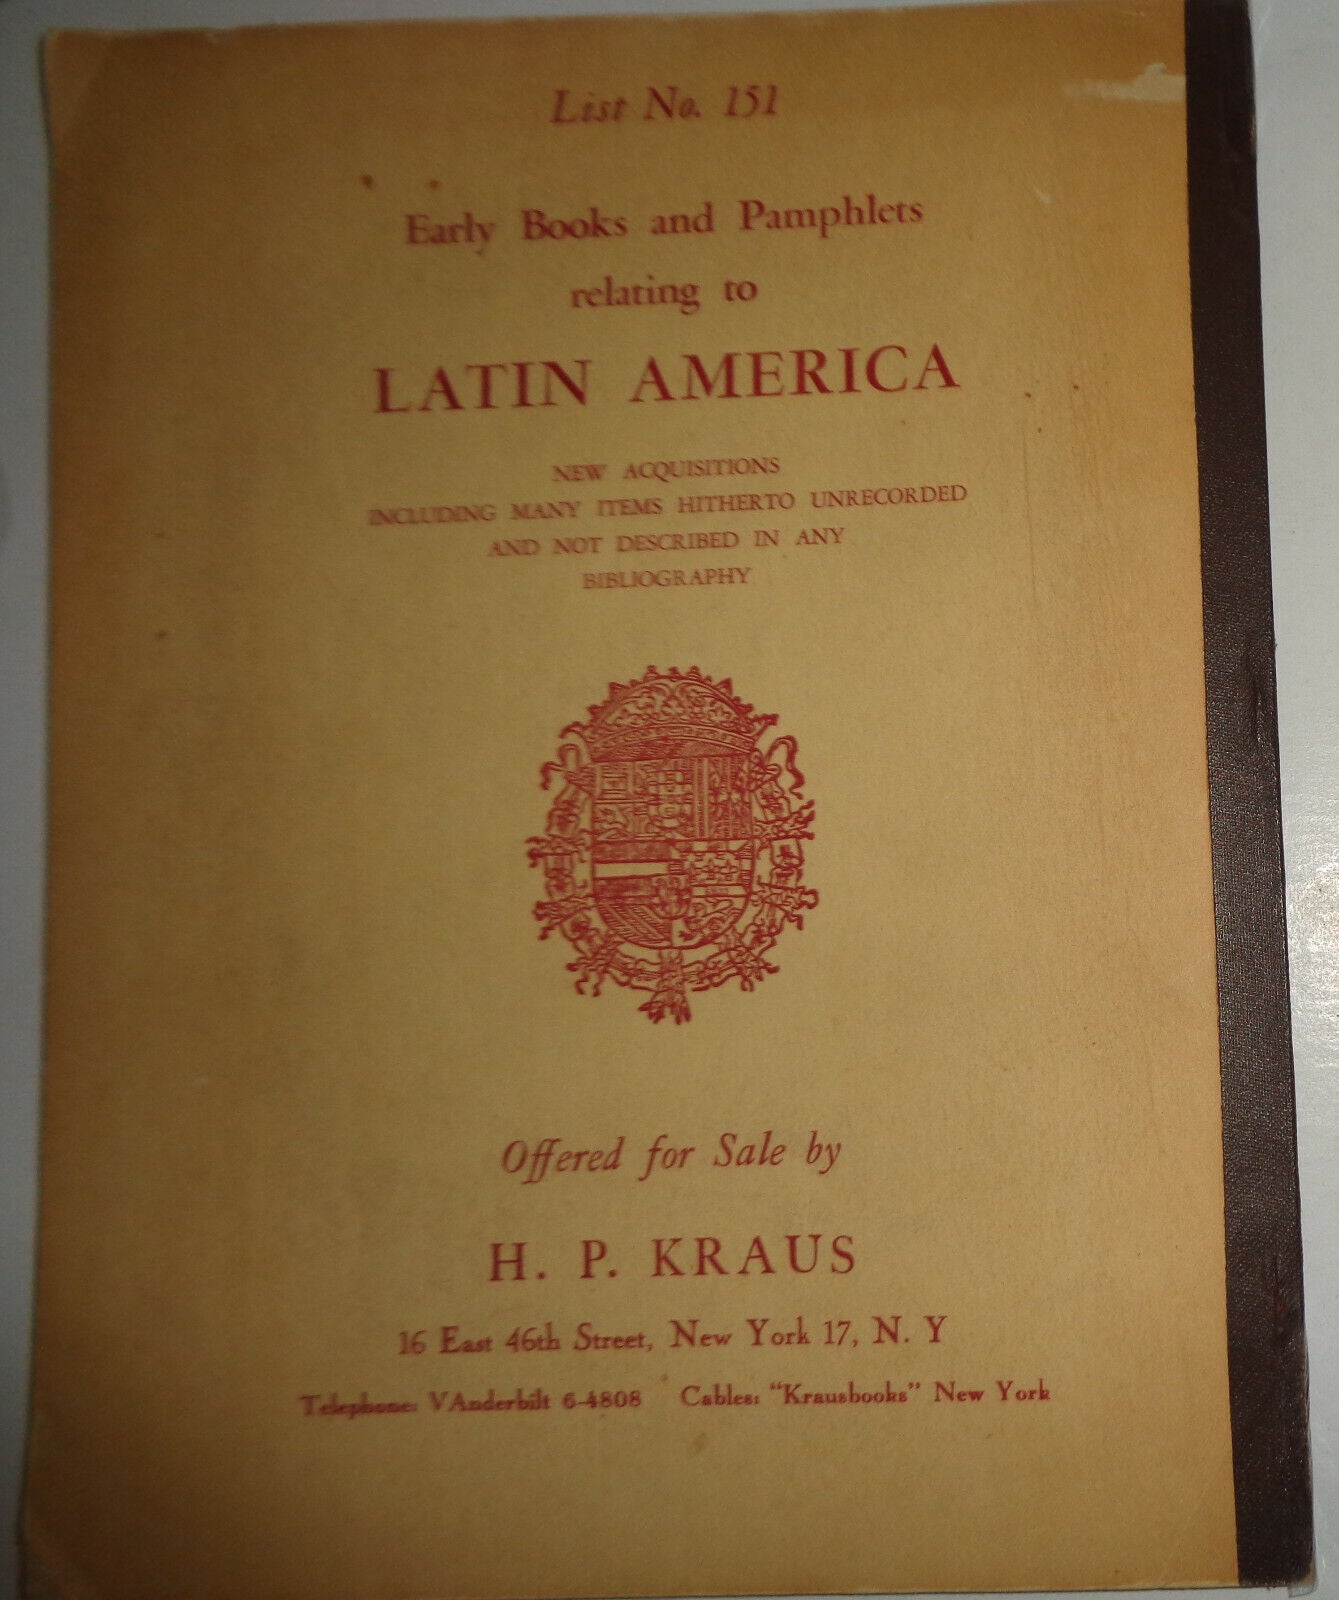 List No. 151
Early Books and Pamphlets
relating to
LATIN AMERICA
NEW ACQUISITIONS
INCLUDING MANY ITEMS HITHERTO UNRECORDED
AND NOT DESCRIBED IN ANY
BIBLIOGRAPHY
Offered for Sale by
H. P. KRAUS
16 East 46th Street, New York 17, N. Y
Telephone: VAnderbilt 6-4808 Cables: "Krausbooks" New York